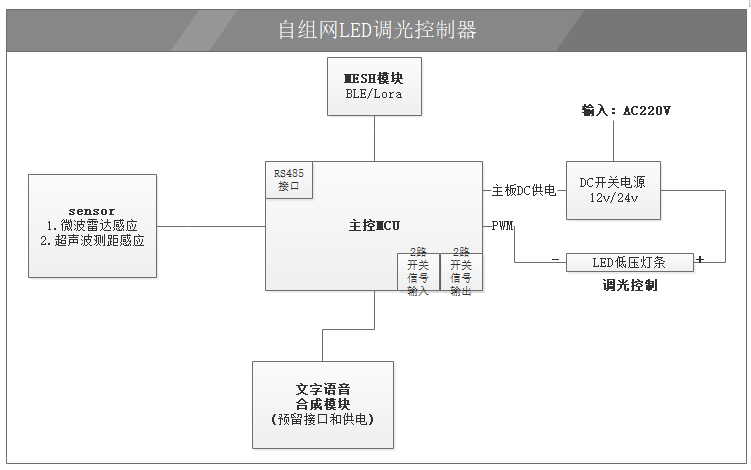 自组网LED调光控制器
MESH模块
BLE/Lora
输入：AC220V
RS485
接口
主控MCU
主板DC供电
DC开关电源
12v/24v
sensor
1.微波雷达感应
2.超声波测距感应
PWM
2路
开关
信号
输入
2路
开关
信号
输出
-
LED低压灯条
+
调光控制
文字语音
合成模块
(预留接口和供电)